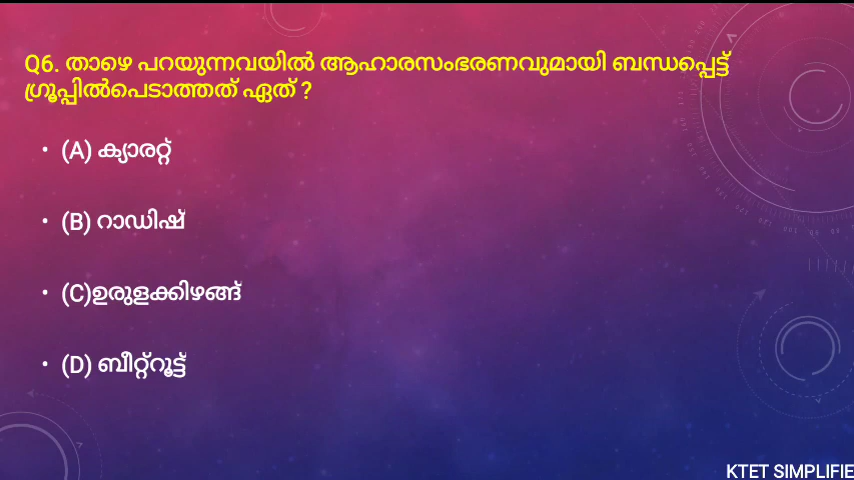 Q6. താഴെ പറയുന്നവയിൽ ആഹാരസംഭരണവുമായി ബന്ധപ്പെട്ട്
ഗ്രൂപ്പിൽപെടാത്തത് ഏത് ?
• (A) ക്യാരറ്റ്
• (B) റാഡിഷ്
• (C)ഉരുളക്കിഴങ്ങ്
• (D) ബീറ്റ്റൂട്ട്
KTET SIMPLIFIE